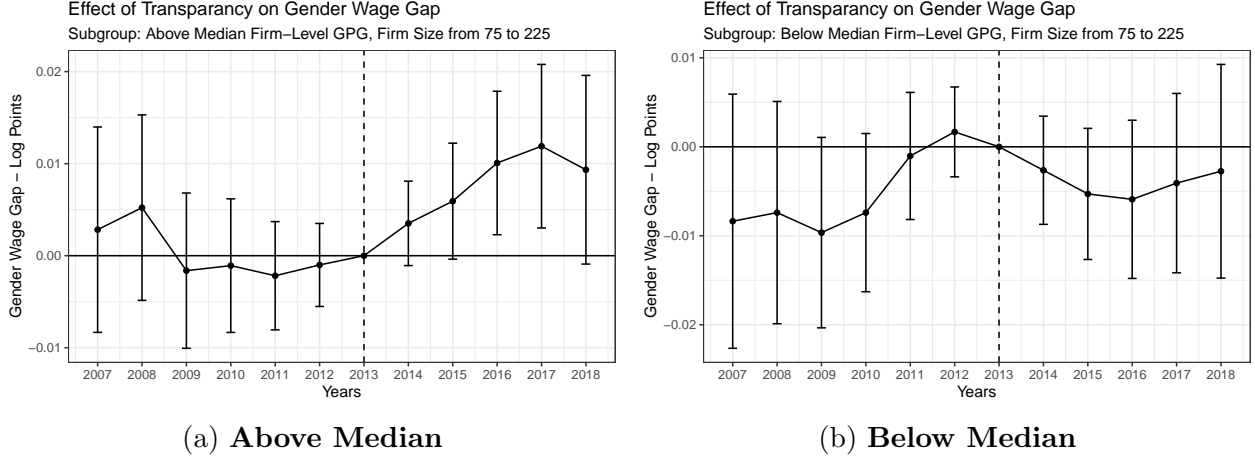 Effect of Transparancy on Gender Wage Gap
Subgroup: Above Median Firm−Level GPG, Firm Size from 75 to 225
Gender Wage Gap − Log Points
0.02
0.01
0.00
−0.01
2007 2008 2009 2010 2011 2012 2013 2014 2015 2016 2017 2018
Years
(a) Above Median
Effect of Transparancy on Gender Wage Gap
Subgroup: Below Median Firm−Level GPG, Firm Size from 75 to 225
Gender Wage Gap − Log Points
0.01
0.00
−0.01
−0.02
2007 2008 2009 2010 2011 2012 2013 2014 2015 2016 2017 2018
Years
(b) Below Median